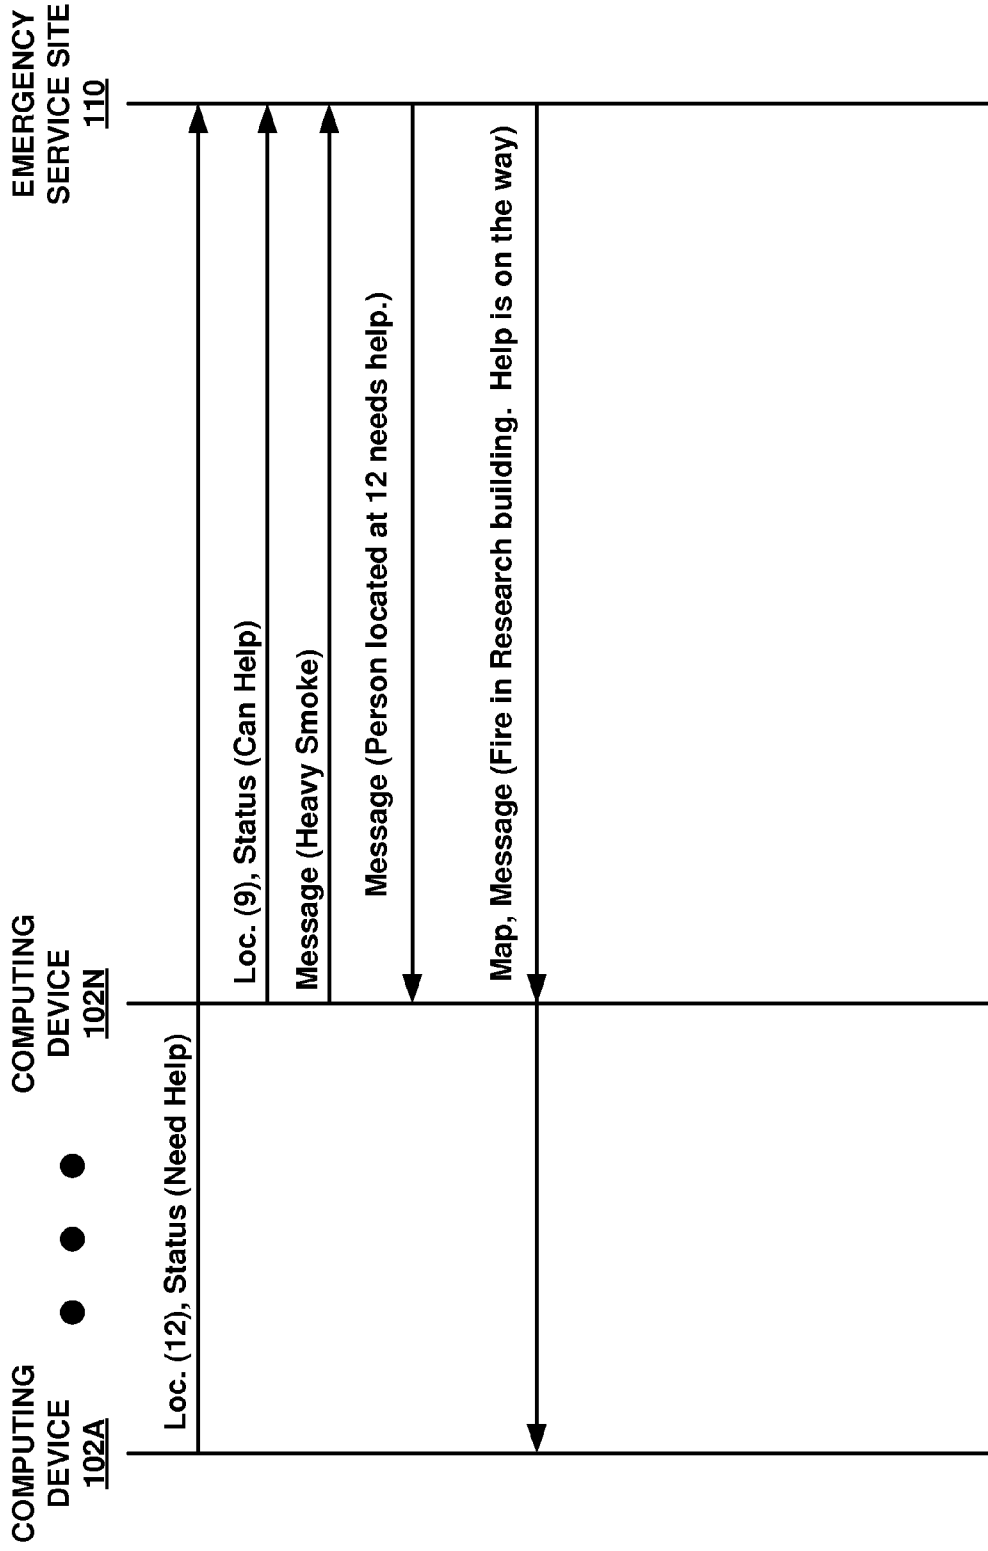 COMPUTING
DEVICE
102A
COMPUTING
DEVICE
102N
EMERGENCY
SERVICE SITE
110
Loc. (12), Status (Need Help)
Loc. (9), Status (Can Help)
Message (Heavy Smoke)
Message (Person located at 12 needs help.)
Map, Message (Fire in Research building.  Help is on the way)